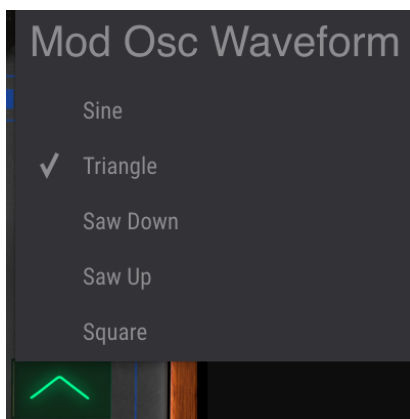 Mod Osc Waveform
Sine
Triangle
Saw Down
Saw Up
Square